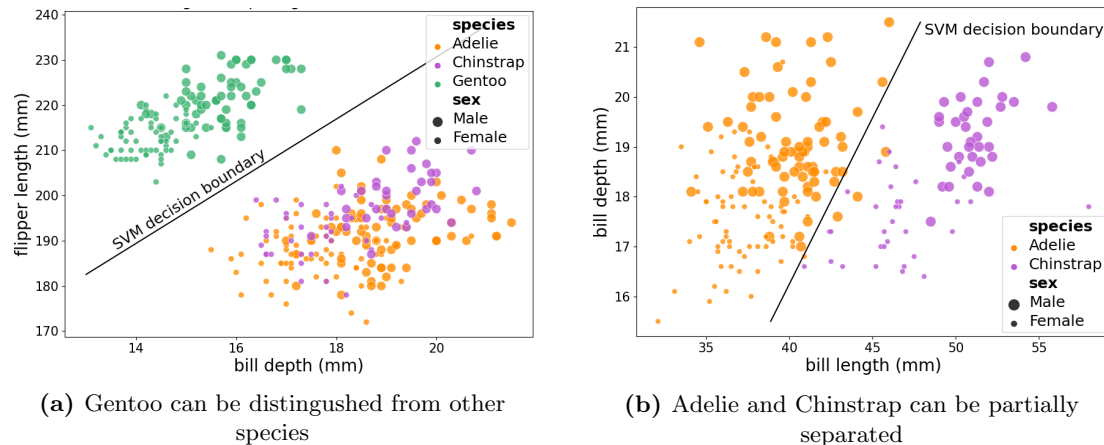 species
Adelie
Chinstrap
Gentoo
sex
Male
Female
SVM decision boundary
flipper length (mm)
240
230
220
210
200
190
180
170
14
16
18
20
bill depth (mm)
(a) Gentoo can be distingushed from other
species
SVM decision boundary
bill depth (mm)
21
20
19
18
17
16
species
Adelie
Chinstrap
sex
Male
Female
35
40
45
50
55
bill length (mm)
(b) Adelie and Chinstrap can be partially
separated